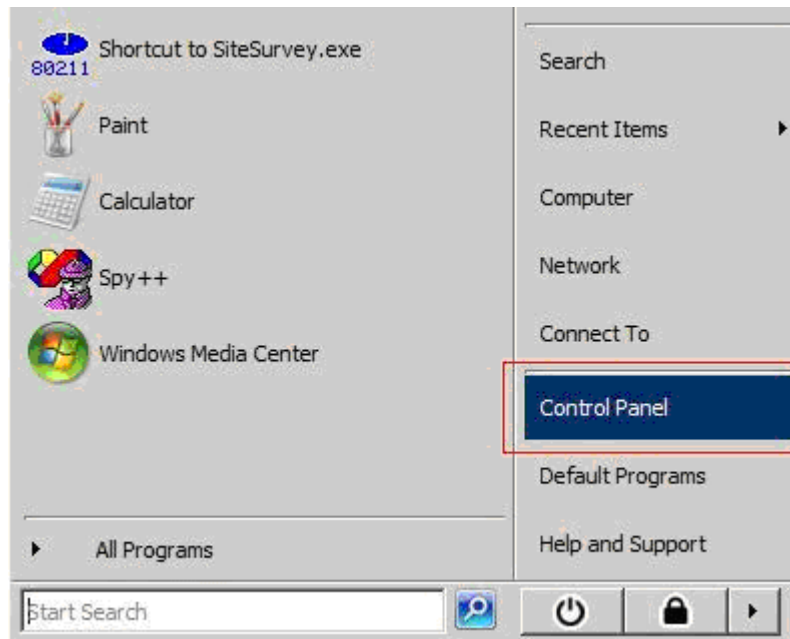 80211
Shortcut to SiteSurvey.exe
Paint
Calculator
Spy++
Windows Media Center
All Programs
Start Search
Search
Recent Items
Computer
Network
Connect To
Control Panel
Default Programs
Help and Support